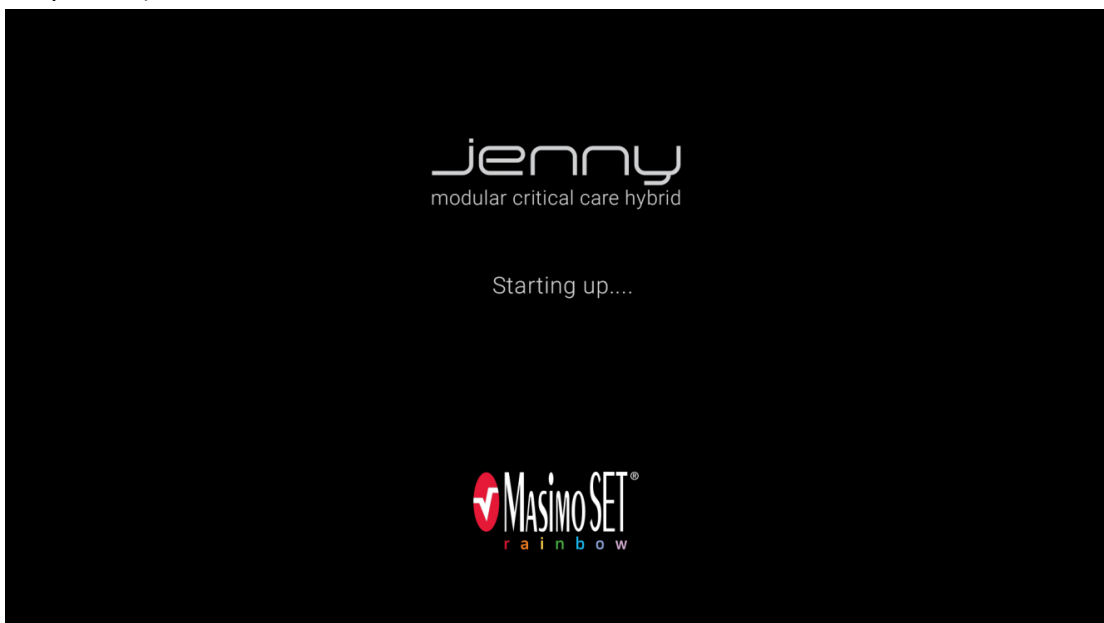 jenny
modular critical care hybrid
Starting up....
Masimo SET®
rainbow